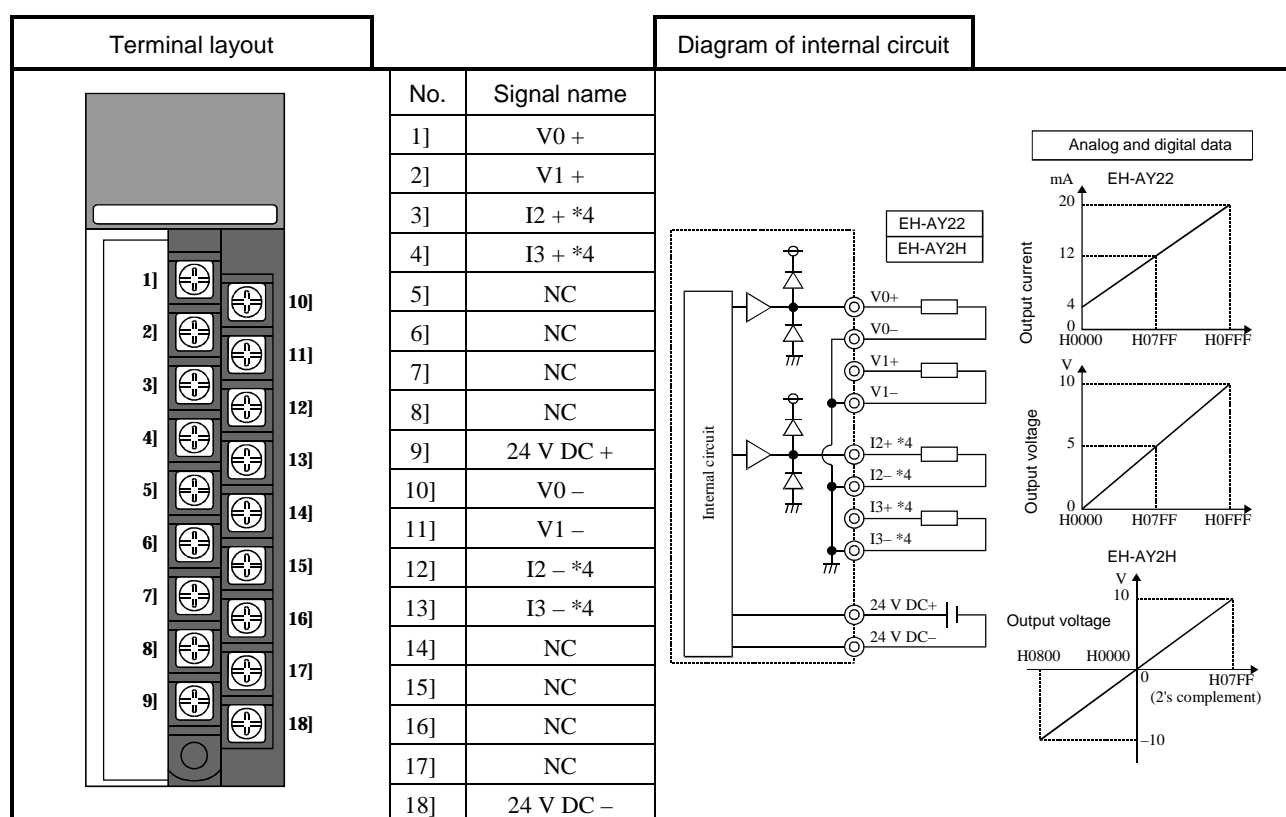 Terminal layout
Diagram of internal circuit
No. Signal name
1] V0 +
2] V1 +
3] I2 + *4
4] I3 + *4
5] NC
6] NC
7] NC
8] NC
9] 24 V DC +
10] V0 –
11] V1 –
12] I2 – *4
13] I3 – *4
14] NC
15] NC
16] NC
17] NC
18] 24 V DC –
1]
2]
3]
4]
5]
6]
7]
8]
9]
10]
11]
12]
13]
14]
15]
16]
17]
18]
EH-AY22
EH-AY2H
Internal circuit
V0+
V0–
V1+
V1–
I2+ *4
I2– *4
I3+ *4
I3– *4
24 V DC+
24 V DC–
Analog and digital data
mA EH-AY22
20
12
4
0
Output current
H0000 H07FF H0FFF
V
10
5
0
Output voltage
H0000 H07FF H0FFF
EH-AY2H
V
10
Output voltage
H0800 H0000
0 H07FF
(2's complement)
–10